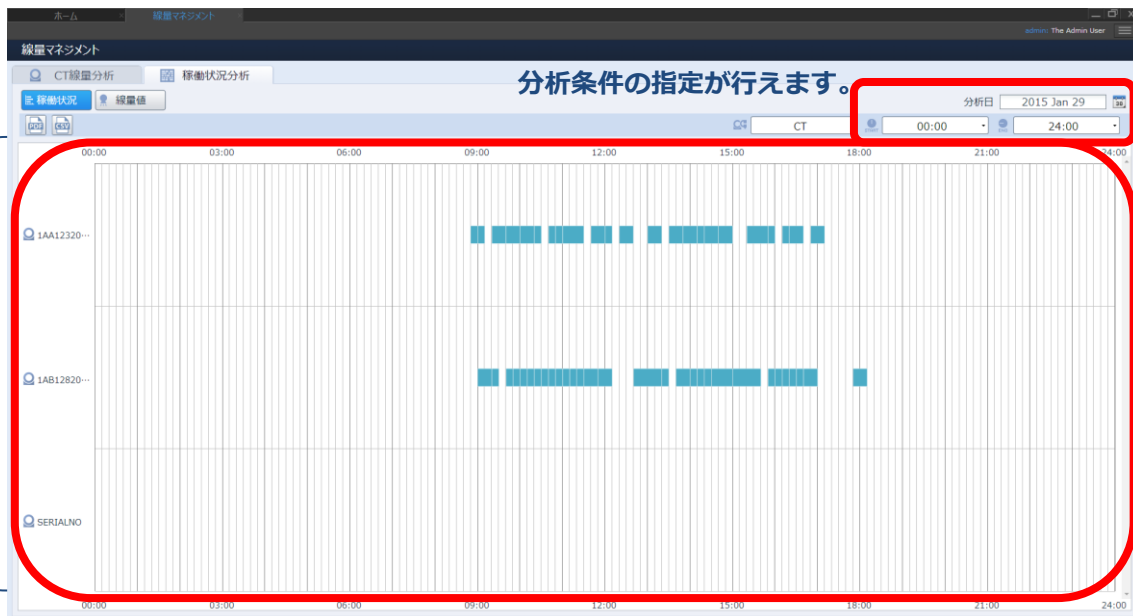 ホーム 線量マネジメント
admin: The Admin User
線量マネジメント
CT線量分析 稼働状況分析
分析条件の指定が行えます。
稼働状況 線量値
分析日 2015 Jan 29
CT 00:00 24:00
00:00 03:00 06:00 09:00 12:00 15:00 18:00 21:00 24:00
1AA12320…
1AB12820…
SERIALNO
00:00 03:00 06:00 09:00 12:00 15:00 18:00 21:00 24:00